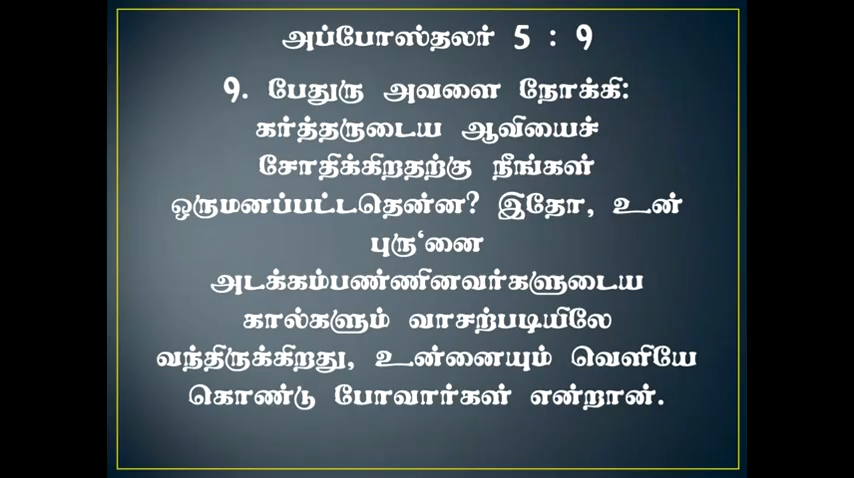 அப்போஸ்தலர் 5 : 9
9. பேதுரு அவளை நோக்கி:
கர்த்தருடைய ஆவியைச்
சோதிக்கிறதற்கு நீங்கள்
ஒருமனப்பட்டதென்ன? இதோ, உன்
புரு‘னை
அடக்கம்பண்ணினவர்களுடைய
கால்களும் வாசற்படியிலே
வந்திருக்கிறது, உன்னையும் வெளியே
கொண்டு போவார்கள் என்றான்.